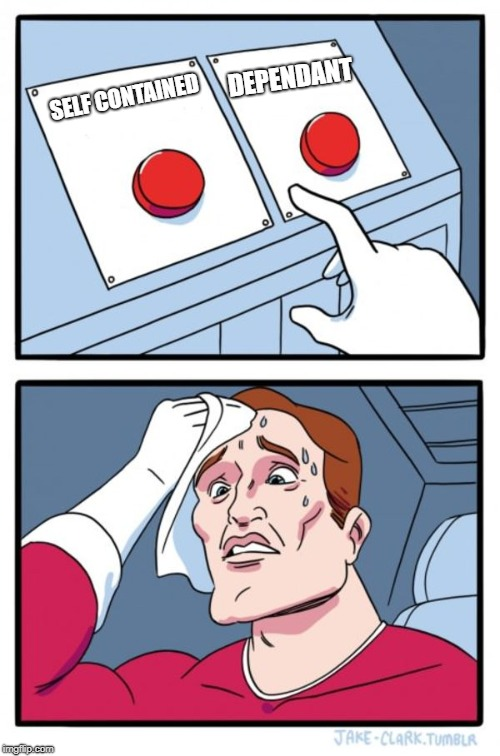 SELF CONTAINED
DEPENDANT
JAKE-CLARK.TUMBLR
imgflip.com